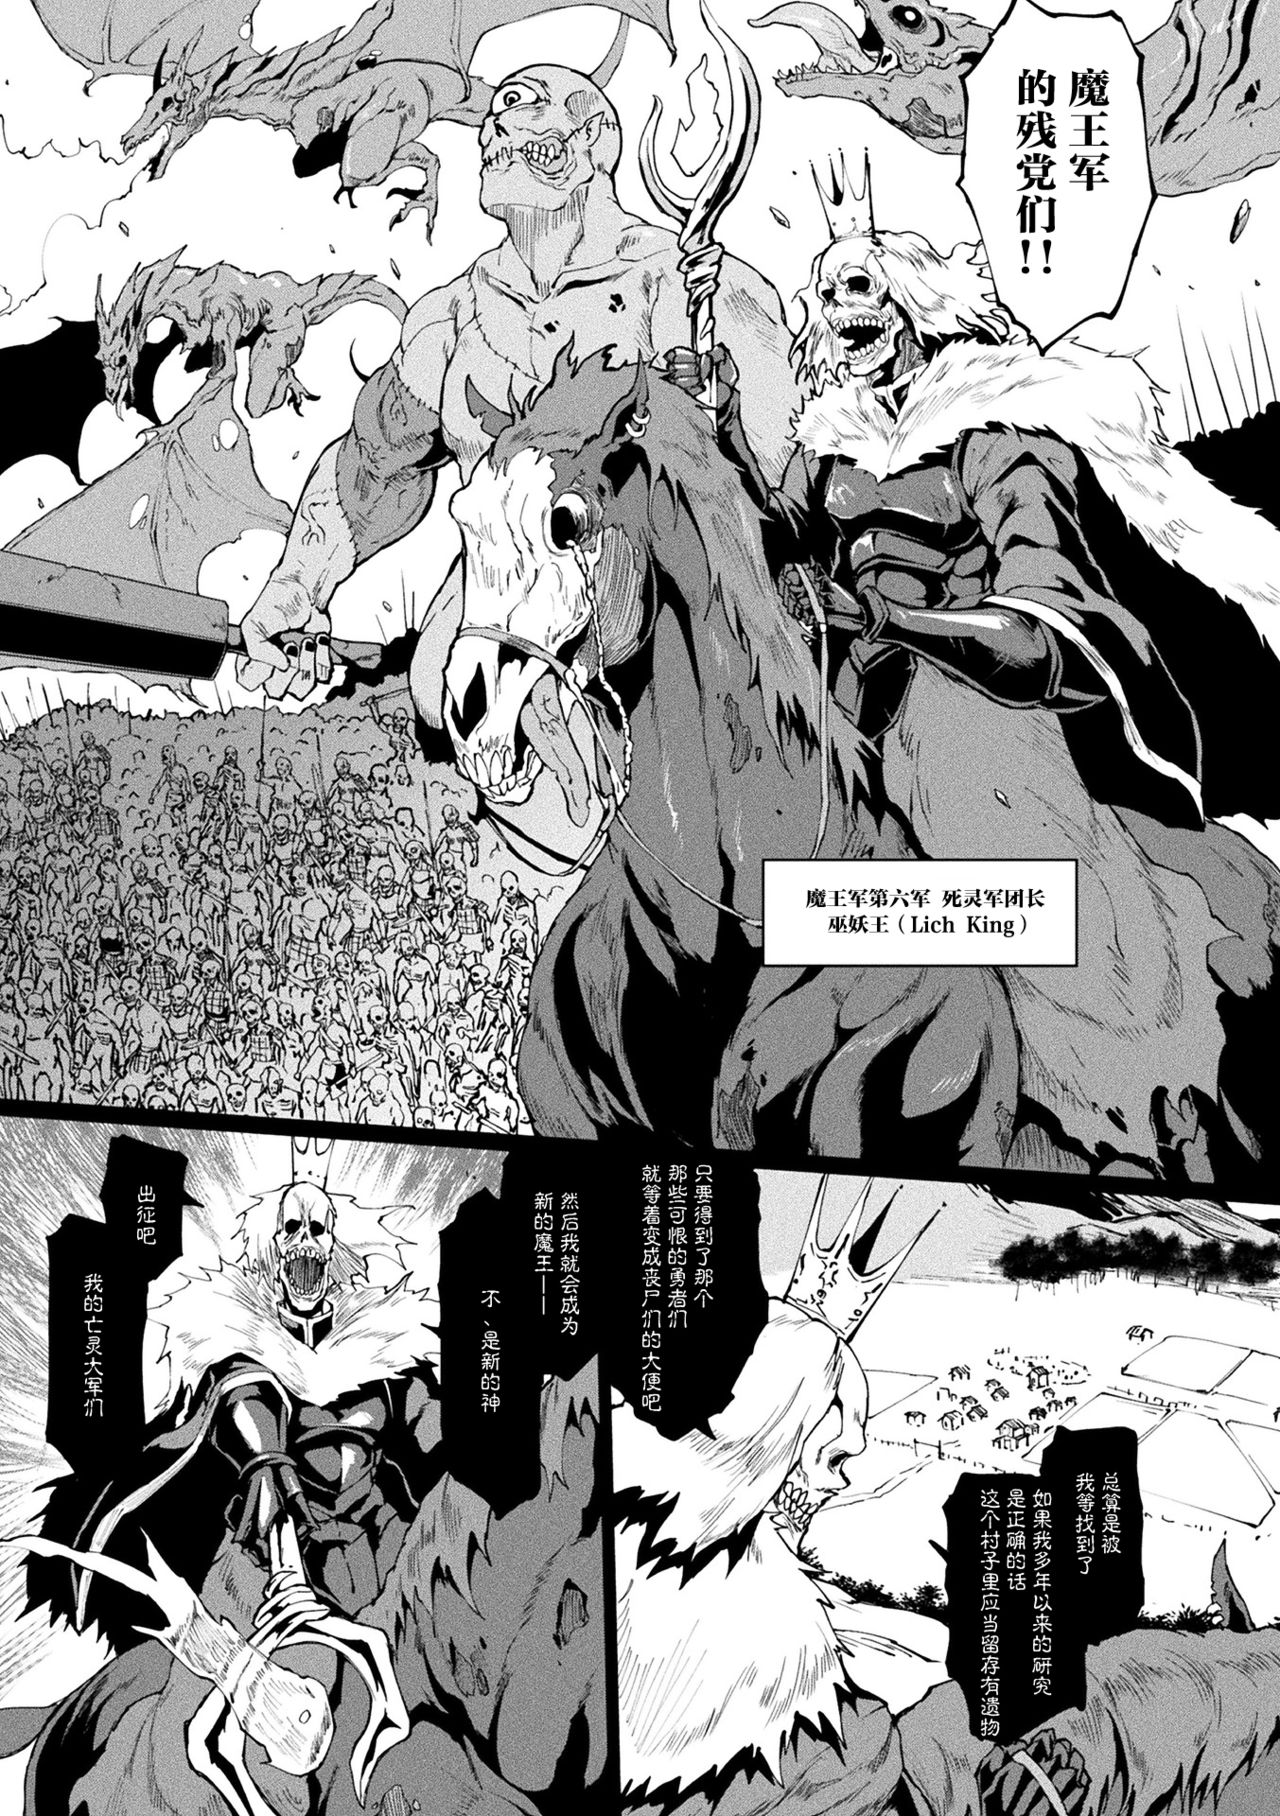 魔王军
的残党们!!
魔王军第六军 死灵军团长
巫妖王（Lich King）
总算是被
我等找到了
如果我多年以来的研究
是正确的话
这个村子里应当留存有遗物
只要得到了那个
那些可恨的勇者们
就等着变成丧尸们的大便吧
然后我就会成为
新的魔王——
不、是新的神
出征吧
我的亡灵大军们